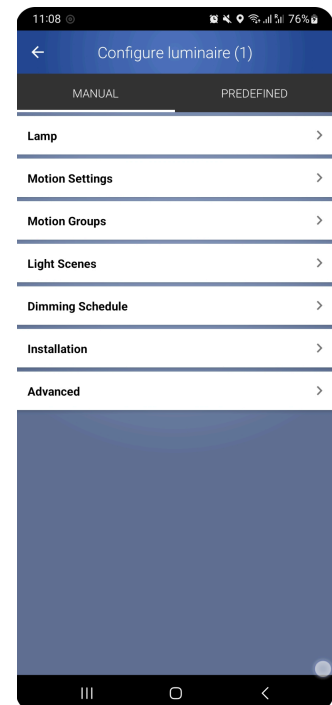 11:08 76%
Configure luminaire (1)
MANUAL PREDEFINED
Lamp
Motion Settings
Motion Groups
Light Scenes
Dimming Schedule
Installation
Advanced